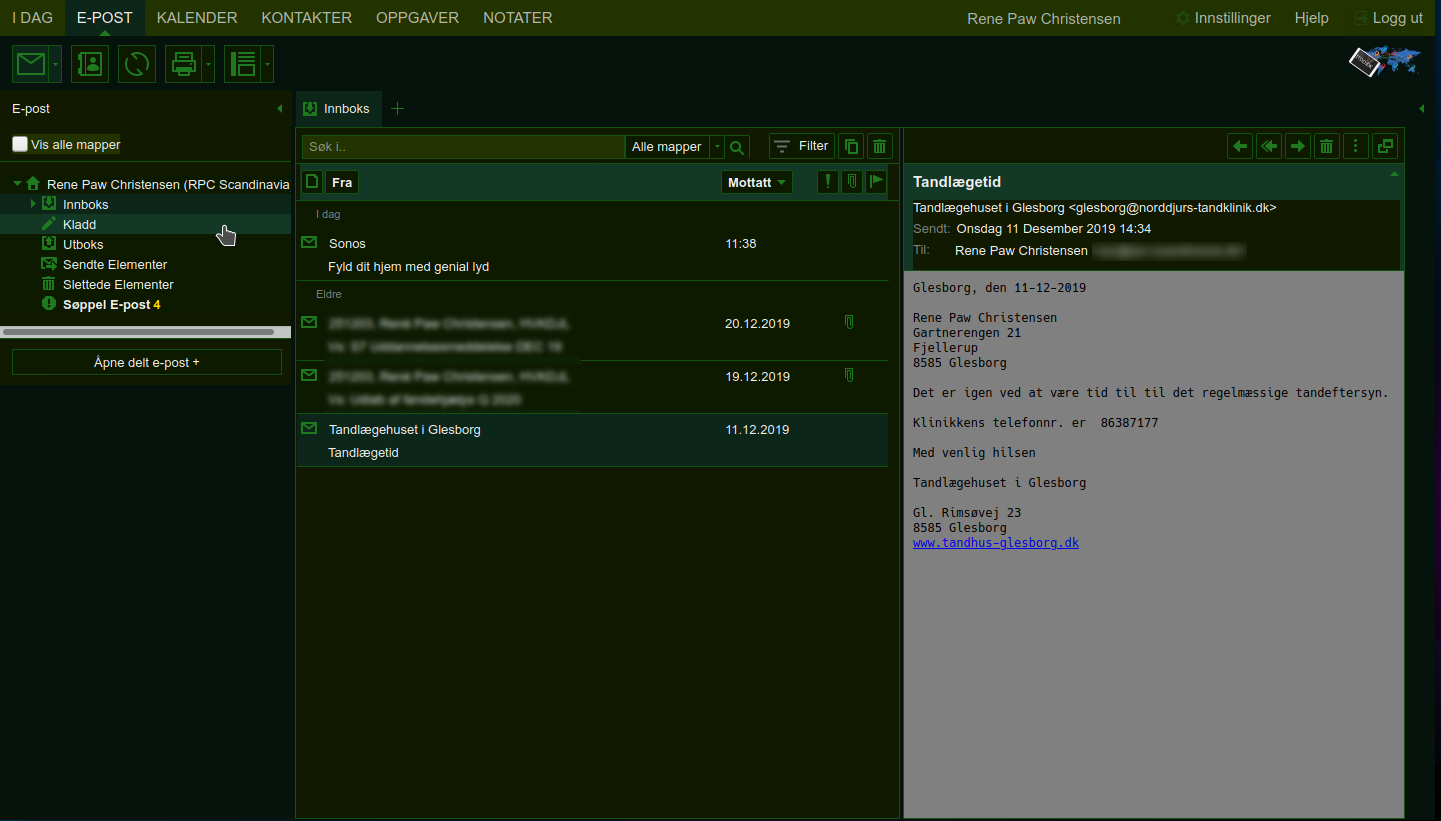 I DAG E-POST KALENDER KONTAKTER OPPGAVER NOTATER Rene Paw Christensen Innstillinger Hjelp Logg ut
E-post
Vis alle mapper
Rene Paw Christensen (RPC Scandinavia
Innboks
Kladd
Utboks
Sendte Elementer
Slettede Elementer
Søppel E-post 4
Åpne delt e-post +
Innboks
Søk i.. Alle mapper Filter
Fra Mottatt
I dag
Sonos 11:38
Fyld dit hjem med genial lyd
Eldre
20.12.2019
19.12.2019
Tandlægehuset i Glesborg 11.12.2019
Tandlægetid
Tandlægetid
Tandlægehuset i Glesborg <glesborg@norddjurs-tandklinik.dk>
Sendt: Onsdag 11 Desember 2019 14:34
Til: Rene Paw Christensen
Glesborg, den 11-12-2019
Rene Paw Christensen
Gartnerengen 21
Fjellerup
8585 Glesborg
Det er igen ved at være tid til til det regelmæssige tandeftersyn.
Klinikkens telefonnr. er 86387177
Med venlig hilsen
Tandlægehuset i Glesborg
Gl. Rimsøvej 23
8585 Glesborg
www.tandhus-glesborg.dk